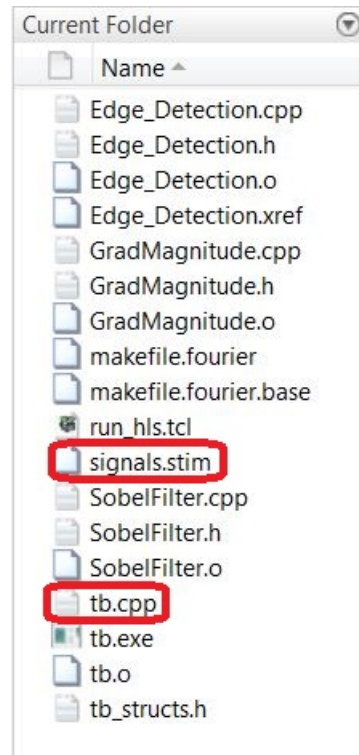 Current Folder
Name
Edge_Detection.cpp
Edge_Detection.h
Edge_Detection.o
Edge_Detection.xref
GradMagnitude.cpp
GradMagnitude.h
GradMagnitude.o
makefile.fourier
makefile.fourier.base
run_hls.tcl
signals.stim
SobelFilter.cpp
SobelFilter.h
SobelFilter.o
tb.cpp
tb.exe
tb.o
tb_structs.h